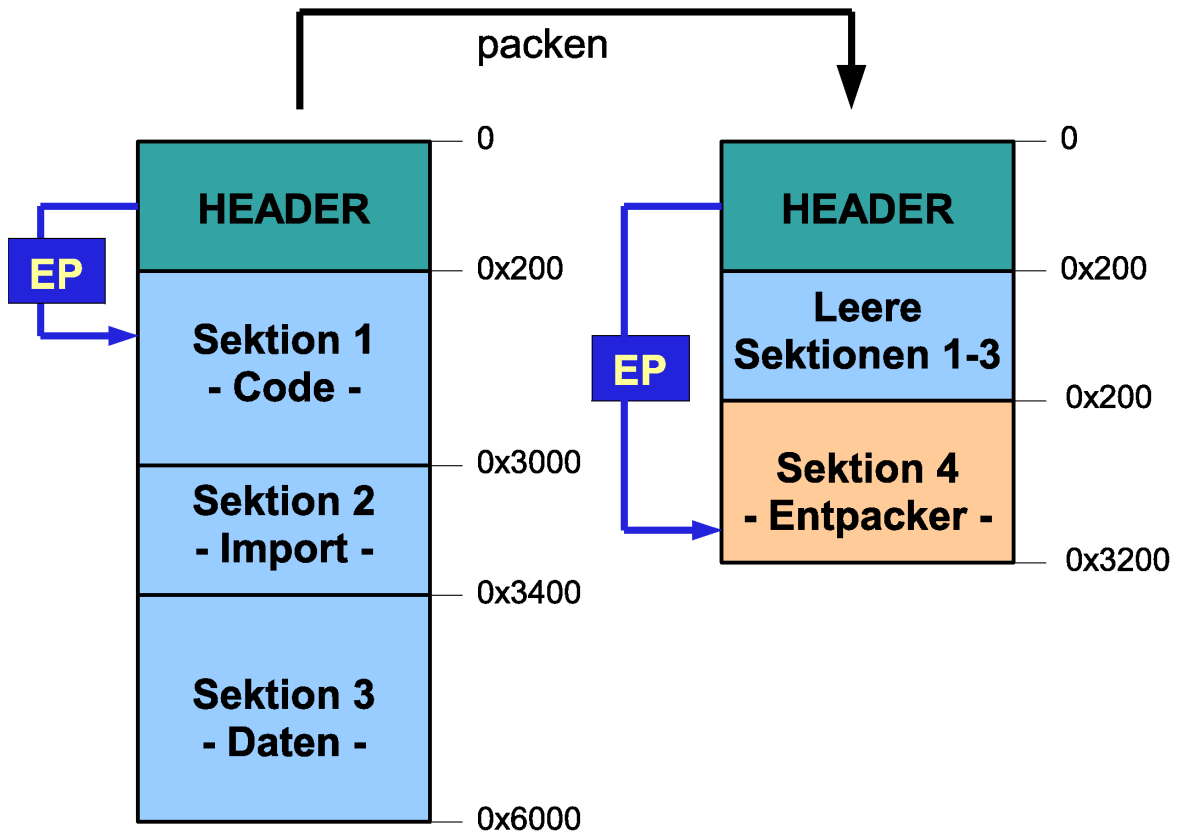 packen
0
HEADER
EP
0x200
Sektion 1
- Code -
0x3000
Sektion 2
- Import -
0x3400
Sektion 3
- Daten -
0x6000
0
HEADER
0x200
Leere
Sektionen 1-3
EP
0x200
Sektion 4
- Entpacker -
0x3200